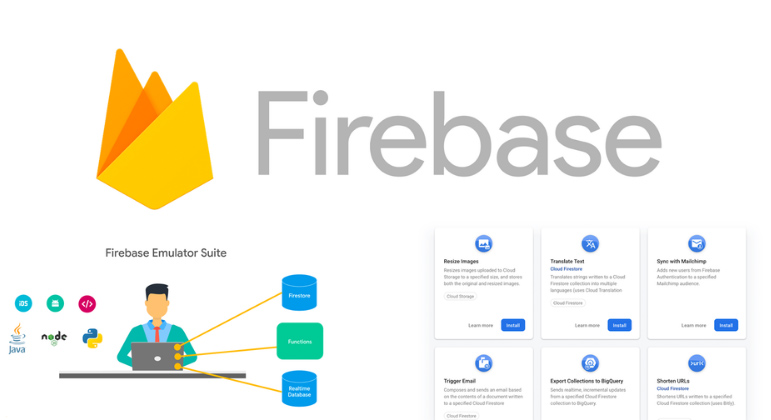 Firebase
Firebase Emulator Suite
iOS
</>
Java
node
Firestore
Functions
Realtime
Database
Resize Images
Resizes images uploaded to Cloud
Storage to a specified size, and stores
both the original and resized images.
Cloud Storage
Learn more
Install
Translate Text
Cloud Firestore
Translates strings written to a Cloud
Firestore collection into multiple
languages (uses Cloud Translation
Cloud Firestore
Learn more
Install
Sync with Mailchimp
Adds new users from Firebase
Authentication to a specified
Mailchimp audience.
Learn more
Install
Trigger Email
Composes and sends an email based
on the contents of a document written
to a specified Cloud Firestore
Cloud Firestore
Export Collections to BigQuery
Sends realtime, incremental updates
from a specified Cloud Firestore
collection to BigQuery.
Shorten URLs
Cloud Firestore
Shortens URLs written to a specified
Cloud Firestore collection (uses Bitly).